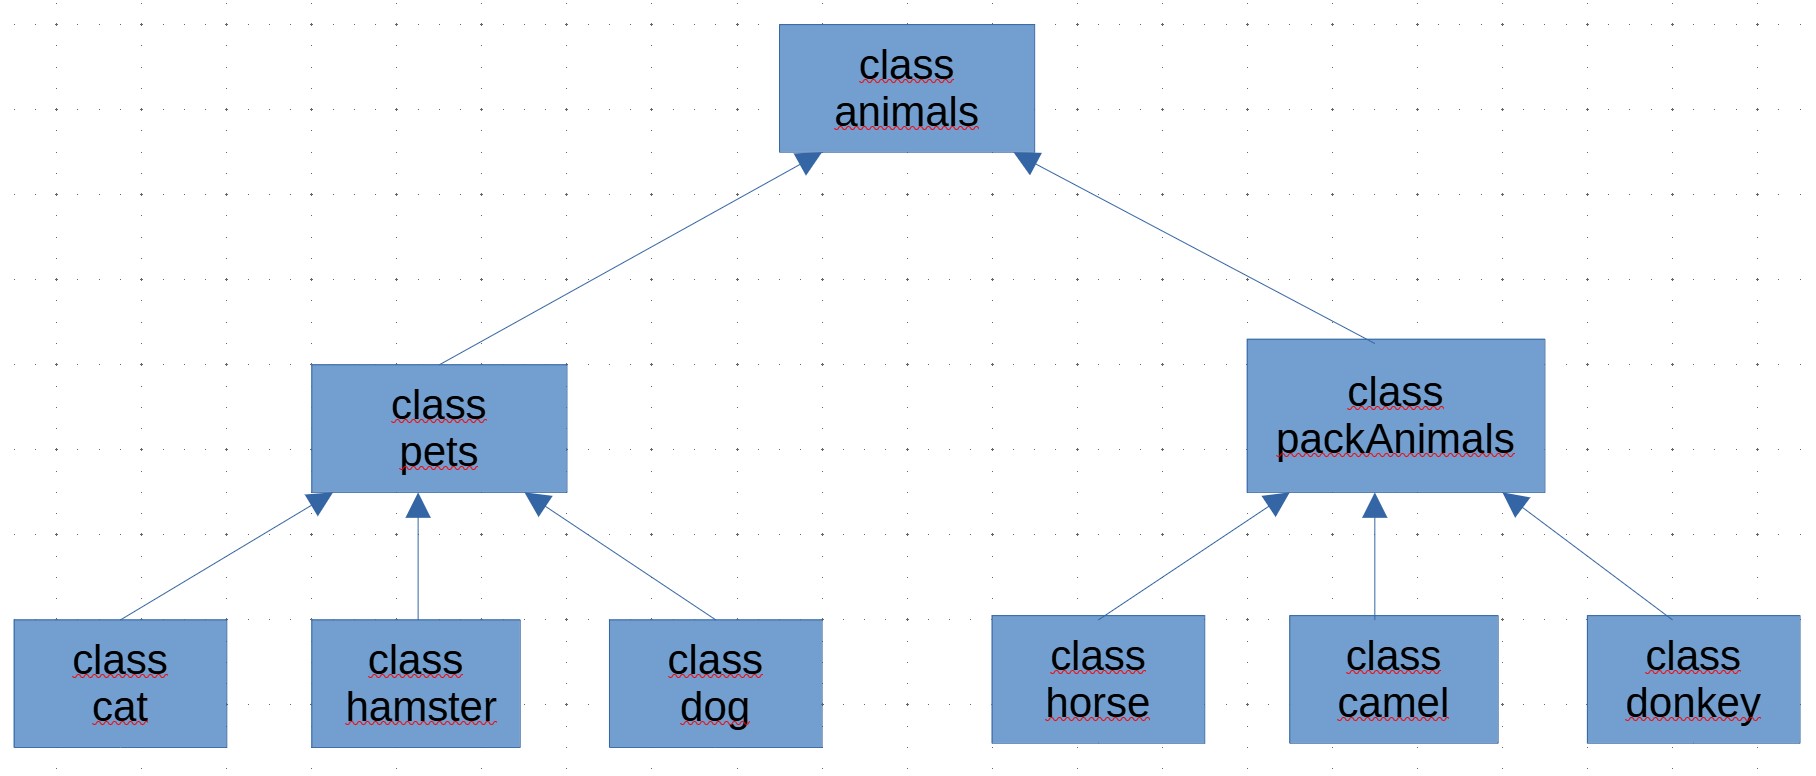 class
animals
class
pets
class
packAnimals
class
cat
class
hamster
class
dog
class
horse
class
camel
class
donkey